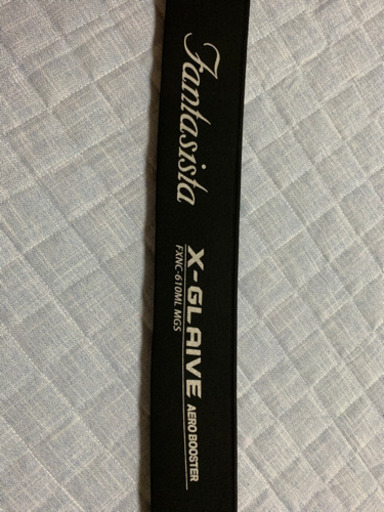 Fantasista
X-GLAIVE AERO BOOSTER
FXNC-610ML MGS